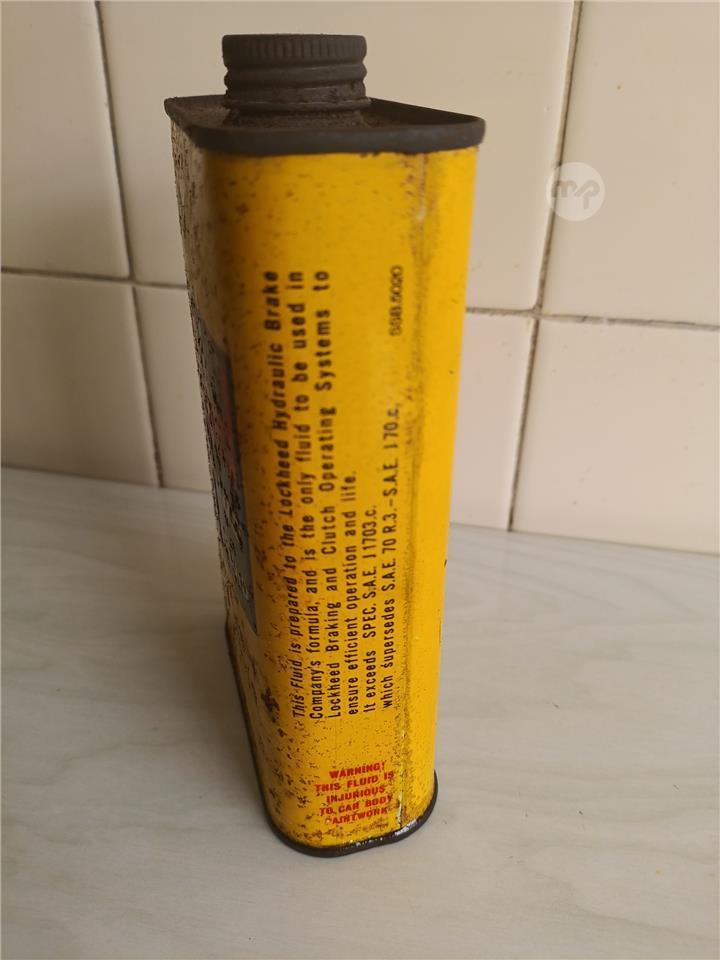 This Fluid is prepared to the Lockheed Hydraulic Brake
Company's formula, and is the only fluid to be used in
Lockheed Braking and Clutch Operating Systems to
ensure efficient operation and life.
It exceeds SPEC. S.A.E. J1703.c.
which supersedes S.A.E. 70 R.3.-S.A.E. J70.c.
WARNING!
THIS FLUID IS
INJURIOUS
TO CAR BODY
PAINTWORK